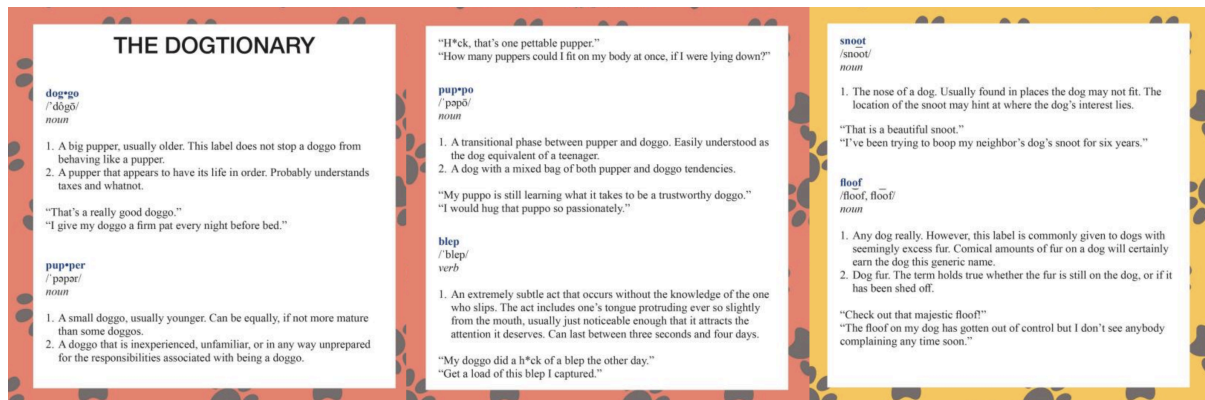 THE DOGTIONARY
dog•go
/ˈdôgō/
noun
1. A big pupper, usually older. This label does not stop a doggo from
behaving like a pupper.
2. A pupper that appears to have its life in order. Probably understands
taxes and whatnot.
“That’s a really good doggo.”
“I give my doggo a firm pat every night before bed.”
pup•per
/ˈpəpər/
noun
1. A small doggo, usually younger. Can be equally, if not more mature
than some doggos.
2. A doggo that is inexperienced, unfamiliar, or in any way unprepared
for the responsibilities associated with being a doggo.
“H*ck, that’s one pettable pupper.”
“How many puppers could I fit on my body at once, if I were lying down?”
pup•po
/ˈpəpō/
noun
1. A transitional phase between pupper and doggo. Easily understood as
the dog equivalent of a teenager.
2. A dog with a mixed bag of both pupper and doggo tendencies.
“My puppo is still learning what it takes to be a trustworthy doggo.”
“I would hug that puppo so passionately.”
blep
/ˈblep/
verb
1. An extremely subtle act that occurs without the knowledge of the one
who slips. The act includes one’s tongue protruding ever so slightly
from the mouth, usually just noticeable enough that it attracts the
attention it deserves. Can last between three seconds and four days.
“My doggo did a h*ck of a blep the other day.”
“Get a load of this blep I captured.”
snoot
/sno͞ot/
noun
1. The nose of a dog. Usually found in places the dog may not fit. The
location of the snoot may hint at where the dog’s interest lies.
“That is a beautiful snoot.”
“I’ve been trying to boop my neighbor’s dog’s snoot for six years.”
floof
/flo͞of, flo͞of/
noun
1. Any dog really. However, this label is commonly given to dogs with
seemingly excess fur. Comical amounts of fur on a dog will certainly
earn the dog this generic name.
2. Dog fur. The term holds true whether the fur is still on the dog, or if it
has been shed off.
“Check out that majestic floof!”
“The floof on my dog has gotten out of control but I don’t see anybody
complaining any time soon.”